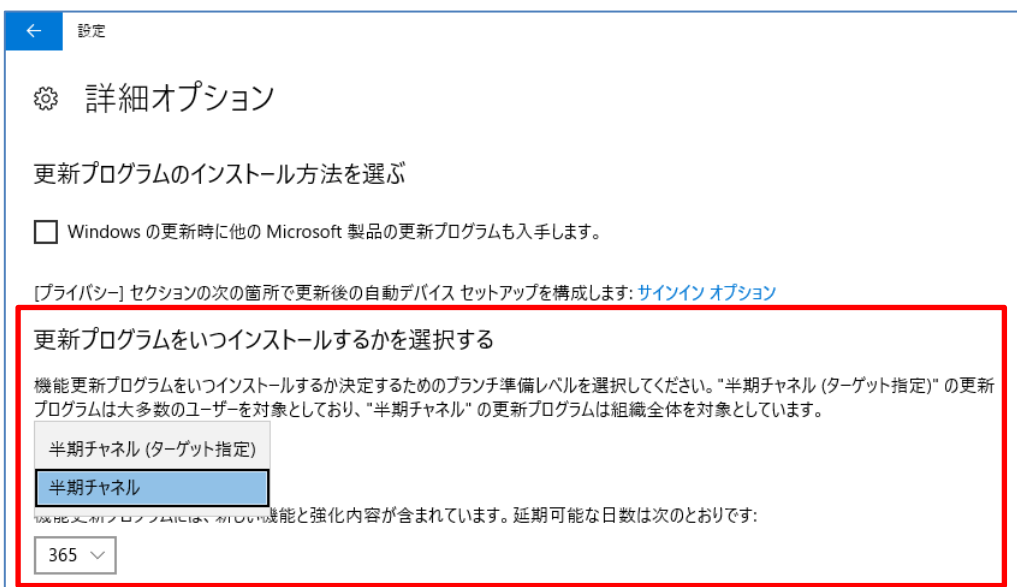 設定
詳細オプション
更新プログラムのインストール方法を選ぶ
Windows の更新時に他の Microsoft 製品の更新プログラムも入手します。
[プライバシー] セクションの次の箇所で更新後の自動デバイス セットアップを構成します: サインイン オプション
更新プログラムをいつインストールするかを選択する
機能更新プログラムをいつインストールするか決定するためのブランチ準備レベルを選択してください。"半期チャネル (ターゲット指定)" の更新
プログラムは大多数のユーザーを対象としており、"半期チャネル" の更新プログラムは組織全体を対象としています。
半期チャネル (ターゲット指定)
半期チャネル
機能更新プログラムには、新しい機能と強化内容が含まれています。延期可能な日数は次のとおりです:
365